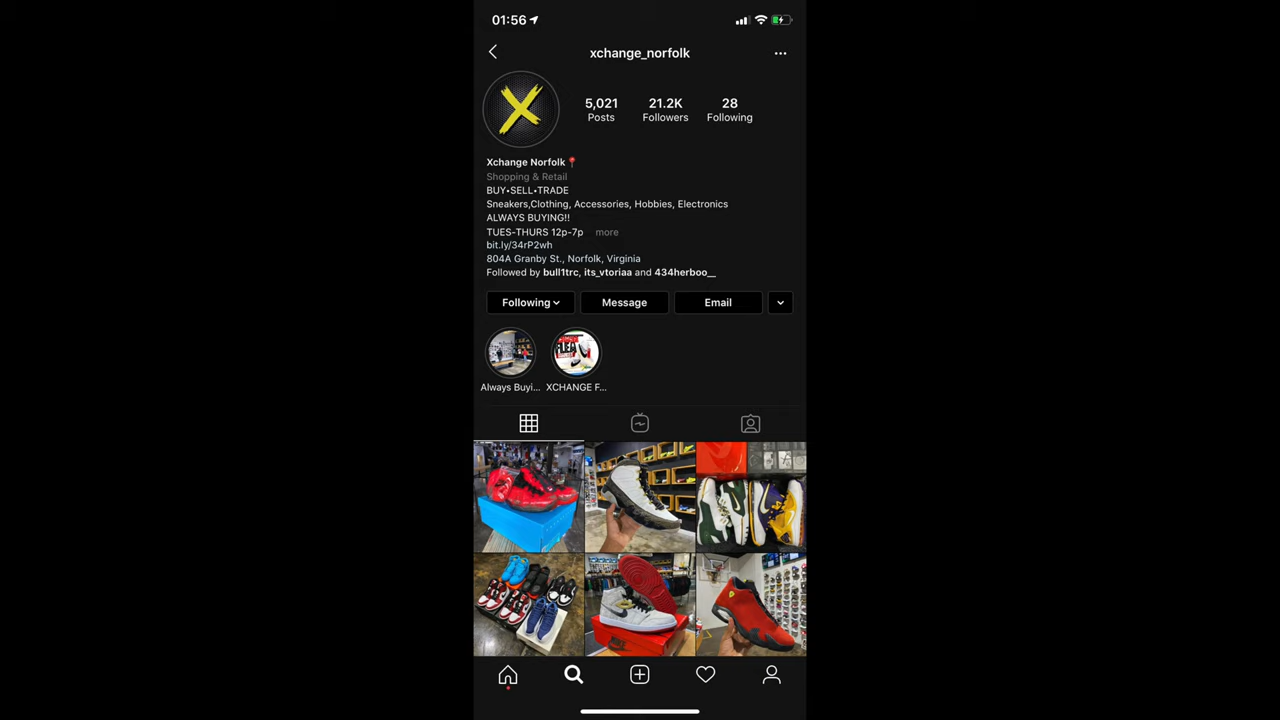 01:56
xchange_norfolk
5,021 21.2K 28
Posts Followers Following
Xchange Norfolk📍
Shopping & Retail
BUY•SELL•TRADE
Sneakers,Clothing, Accessories, Hobbies, Electronics
ALWAYS BUYING!!
TUES-THURS 12p-7p more
bit.ly/34rP2wh
804A Granby St., Norfolk, Virginia
Followed by bull1trc, its_vtoriaa and 434herboo__
Following Message Email
Always Buyi... XCHANGE F...